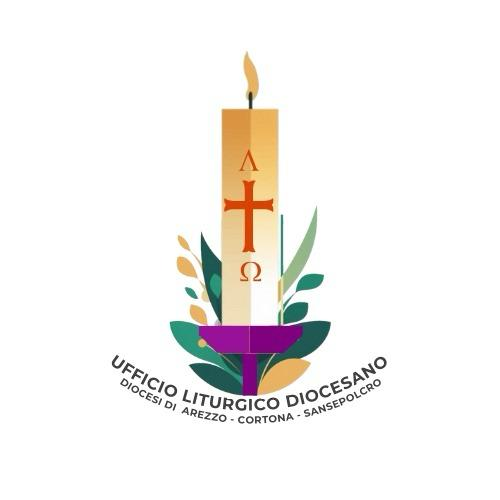 Λ
Ω
UFFICIO LITURGICO DIOCESANO
DIOCESI DI AREZZO - CORTONA - SANSEPOLCRO